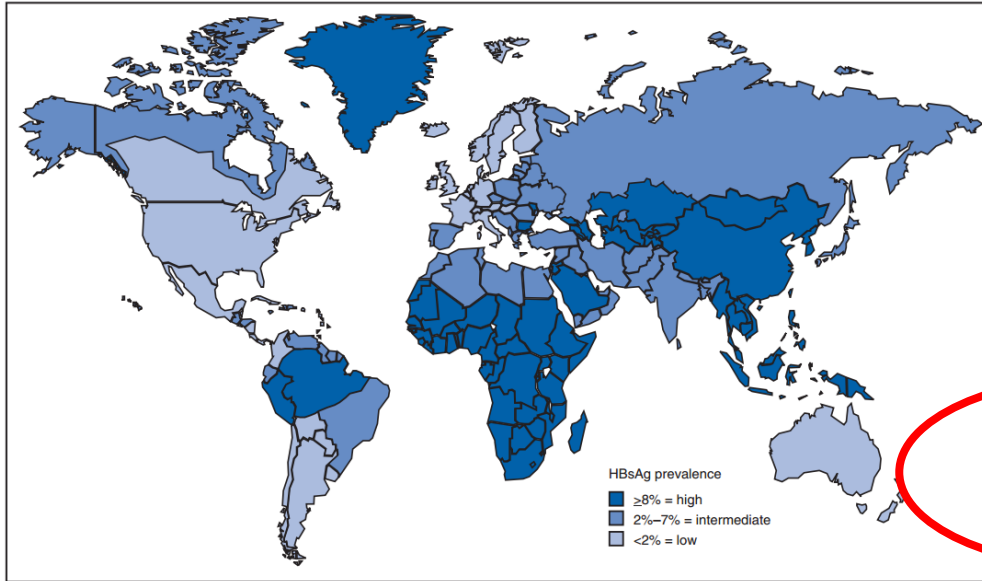 HBsAg prevalence
≥8% = high
2%–7% = intermediate
<2% = low